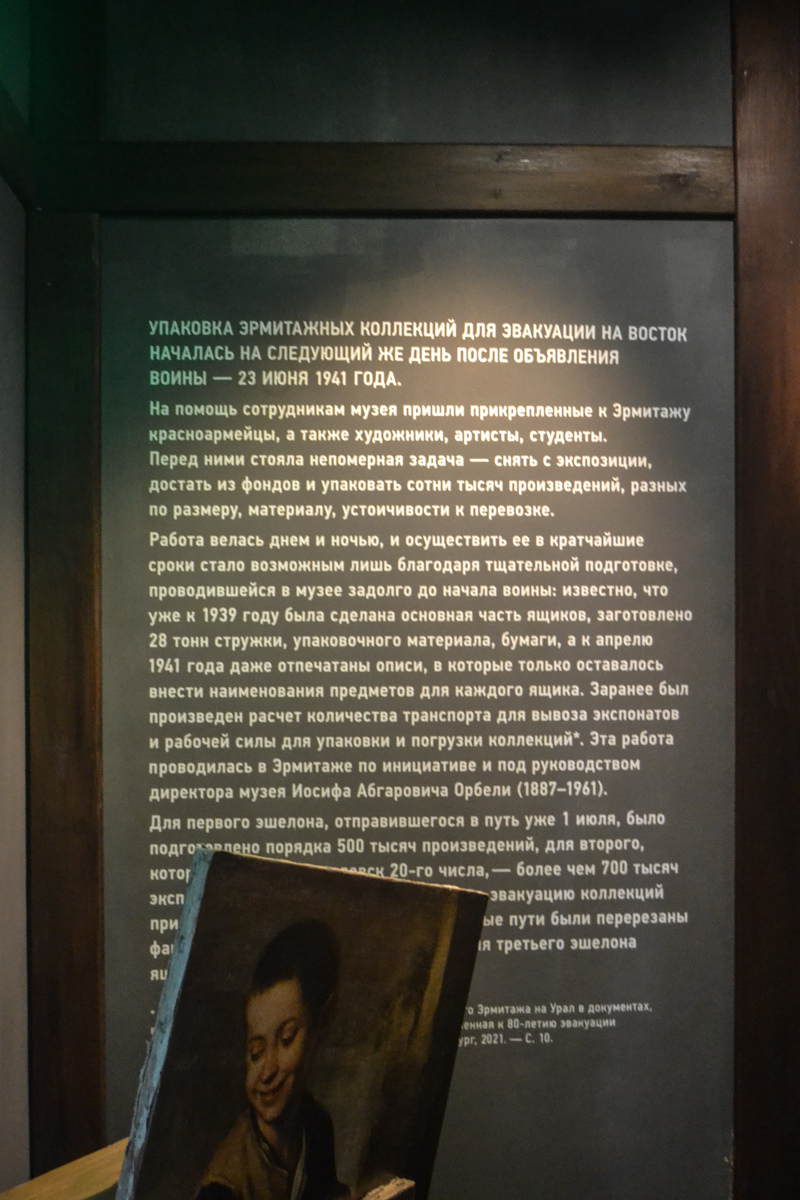 УПАКОВКА ЭРМИТАЖНЫХ КОЛЛЕКЦИЙ ДЛЯ ЭВАКУАЦИИ НА ВОСТОК
НАЧАЛАСЬ НА СЛЕДУЮЩИЙ ЖЕ ДЕНЬ ПОСЛЕ ОБЪЯВЛЕНИЯ
ВОЙНЫ — 23 ИЮНЯ 1941 ГОДА.
На помощь сотрудникам музея пришли прикрепленные к Эрмитажу
красноармейцы, а также художники, артисты, студенты.
Перед ними стояла непомерная задача — снять с экспозиции,
достать из фондов и упаковать сотни тысяч произведений, разных
по размеру, материалу, устойчивости к перевозке.
Работа велась днем и ночью, и осуществить ее в кратчайшие
сроки стало возможным лишь благодаря тщательной подготовке,
проводившейся в музее задолго до начала войны: известно, что
уже к 1939 году была сделана основная часть ящиков, заготовлено
28 тонн стружки, упаковочного материала, бумаги, а к апрелю
1941 года даже отпечатаны описи, в которые только оставалось
внести наименования предметов для каждого ящика. Заранее был
произведен расчет количества транспорта для вывоза экспонатов
и рабочей силы для упаковки и погрузки коллекций*. Эта работа
проводилась в Эрмитаже по инициативе и под руководством
директора музея Иосифа Абгаровича Орбели (1887–1961).
Для первого эшелона, отправившегося в путь уже 1 июля, было
подготовлено порядка 500 тысяч произведений, для второго,
20-го числа, — более чем 700 тысяч
эвакуацию коллекций
пути были перерезаны
третьего эшелона
Эрмитажа на Урал в документах,
к 80-летию эвакуации
2021. — С. 10.